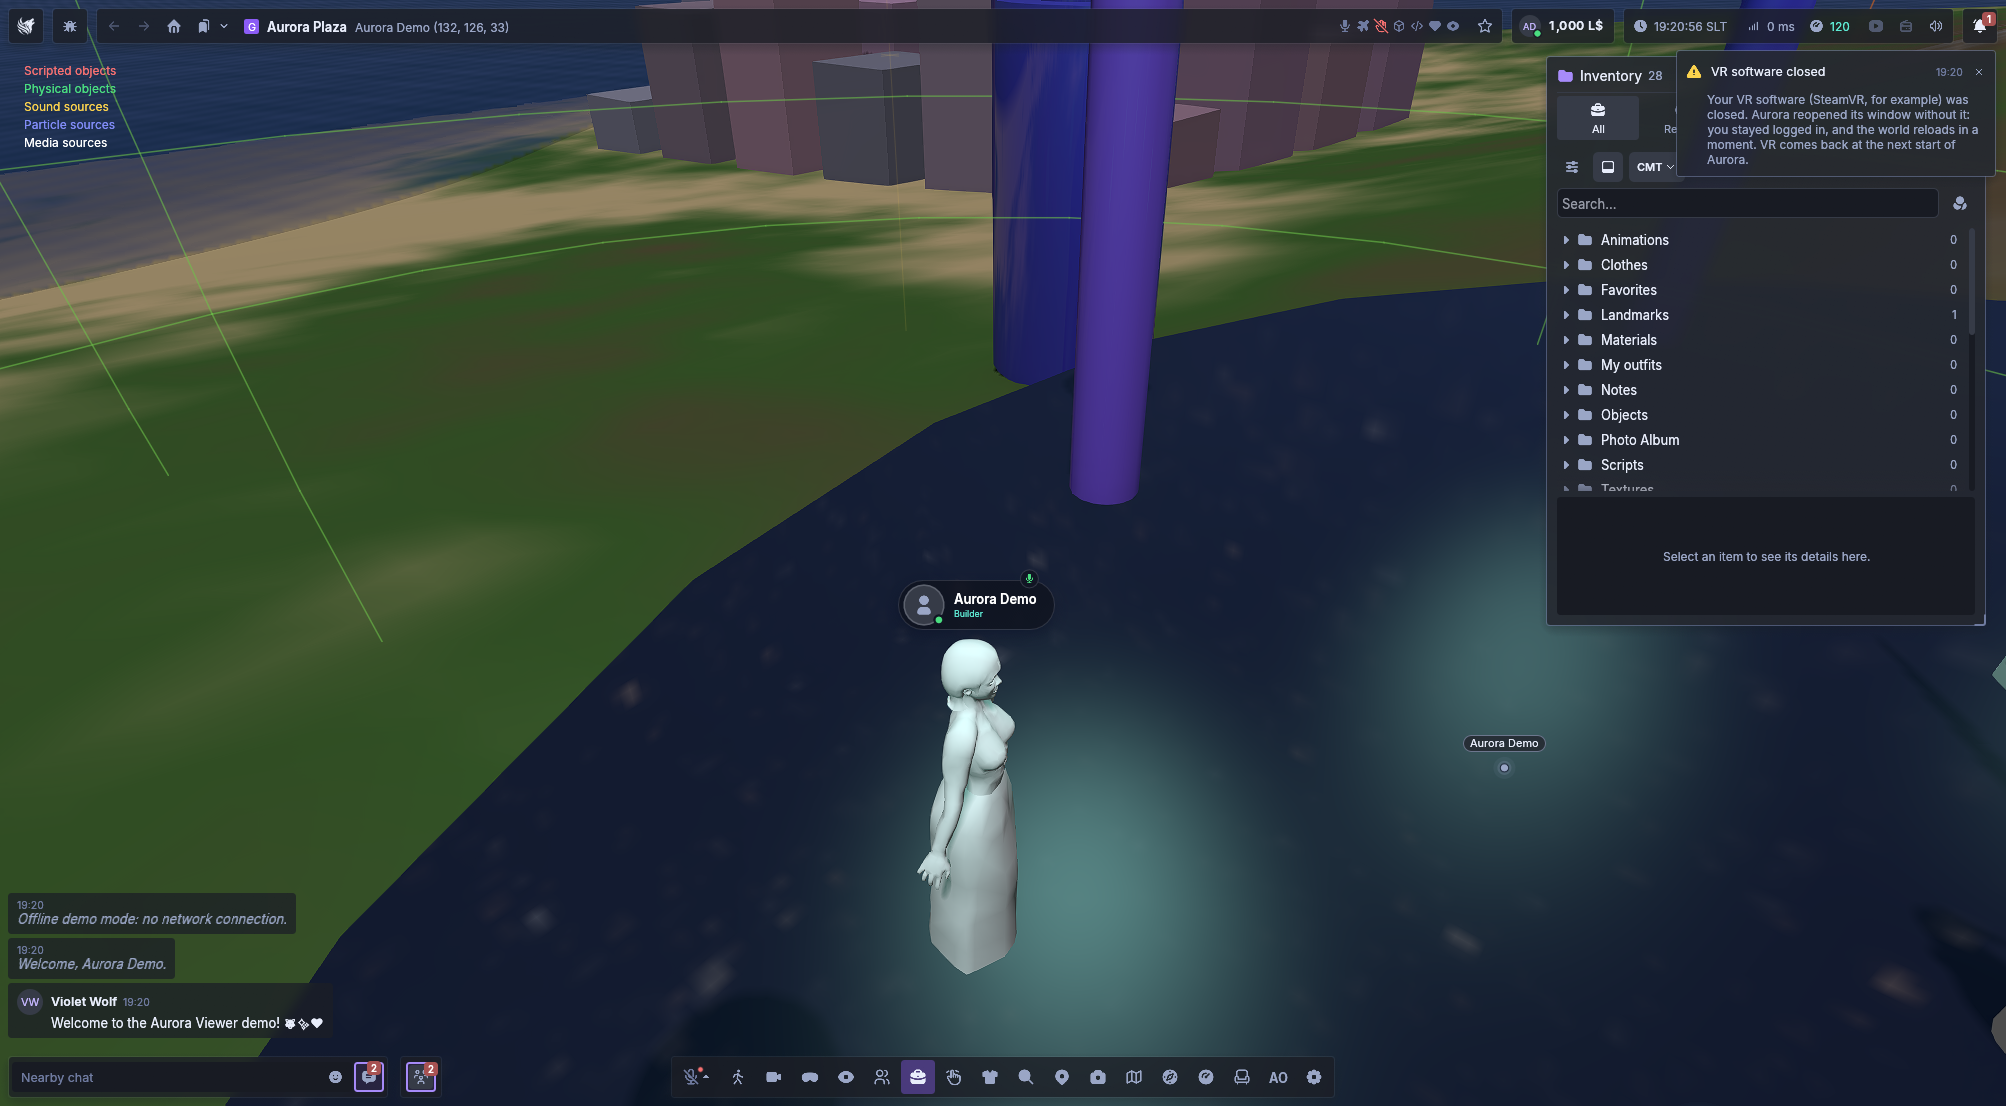 G Aurora Plaza Aurora Demo (132, 126, 33)
AD 1,000 L$
19:20:56 SLT 0 ms 120
1
Scripted objects
Physical objects
Sound sources
Particle sources
Media sources
Inventory 28
All
Re
CMT
VR software closed 19:20
Your VR software (SteamVR, for example) was
closed. Aurora reopened its window without it:
you stayed logged in, and the world reloads in a
moment. VR comes back at the next start of
Aurora.
Search...
Animations 0
Clothes 0
Favorites 0
Landmarks 1
Materials 0
My outfits 0
Notes 0
Objects 0
Photo Album 0
Scripts 0
Textures 0
Select an item to see its details here.
Aurora Demo
Builder
Aurora Demo
19:20
Offline demo mode: no network connection.
19:20
Welcome, Aurora Demo.
VW Violet Wolf 19:20
Welcome to the Aurora Viewer demo!
Nearby chat
2
2
AO